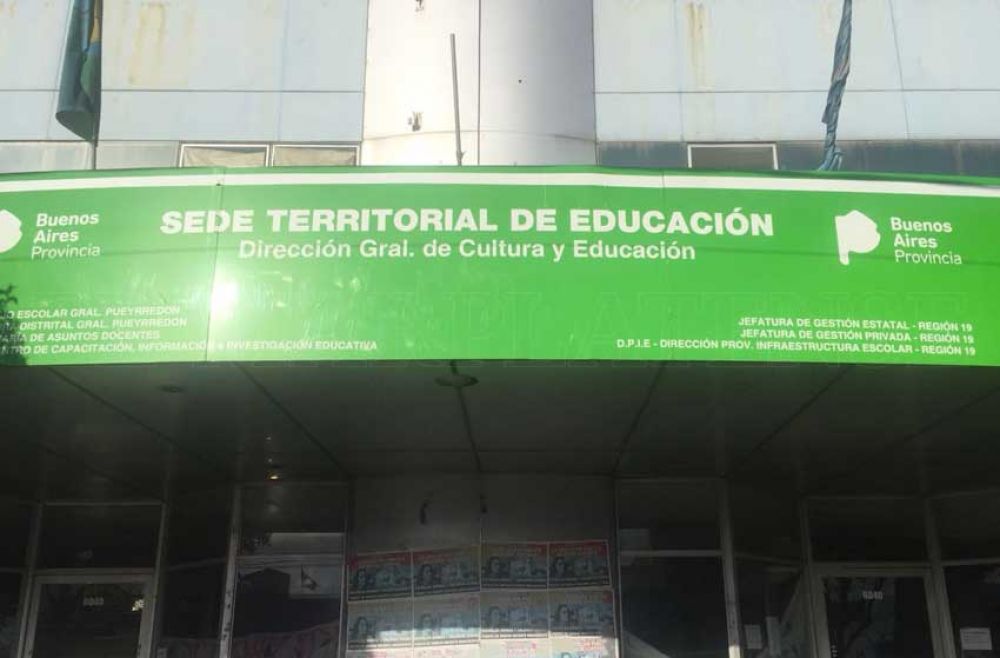 Buenos
Aires
Provincia
SEDE TERRITORIAL DE EDUCACIÓN
Dirección Gral. de Cultura y Educación
Buenos
Aires
Provincia
ESCOLAR GRAL. PUEYRREDON
DISTRITAL GRAL. PUEYRREDON
DE ASUNTOS DOCENTES
DE CAPACITACIÓN, INFORMACIÓN & INVESTIGACIÓN EDUCATIVA
JEFATURA DE GESTIÓN ESTATAL - REGIÓN 19
JEFATURA DE GESTIÓN PRIVADA - REGIÓN 19
D.P.I.E - DIRECCIÓN PROV. INFRAESTRUCTURA ESCOLAR - REGIÓN 19